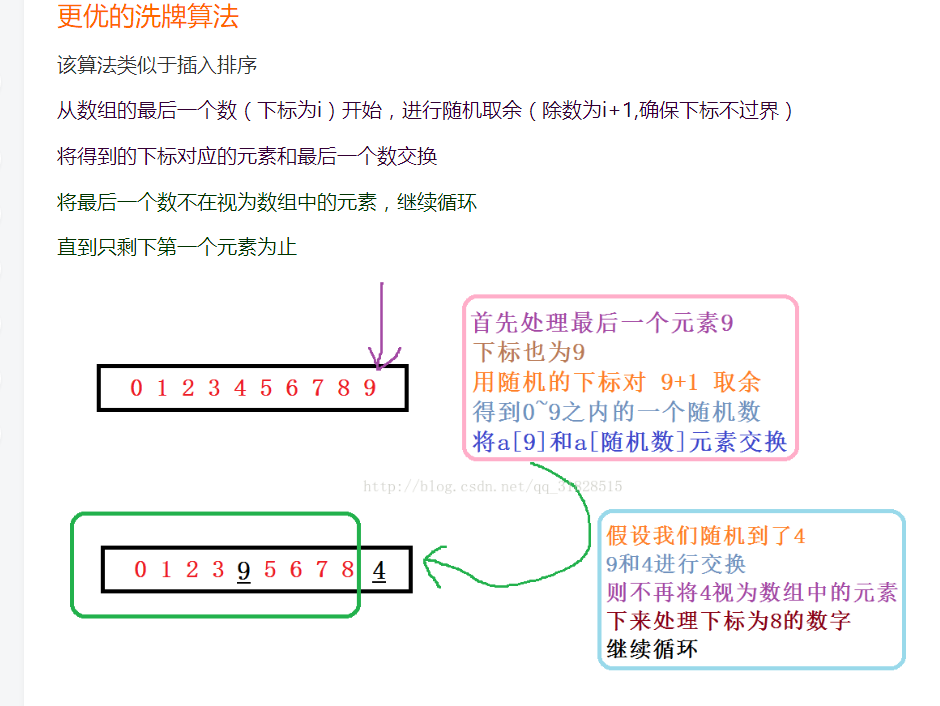 更优的洗牌算法
该算法类似于插入排序
从数组的最后一个数（下标为i）开始，进行随机取余（除数为i+1,确保下标不过界）
将得到的下标对应的元素和最后一个数交换
将最后一个数不在视为数组中的元素，继续循环
直到只剩下第一个元素为止
首先处理最后一个元素9
下标也为9
用随机的下标对 9+1 取余
得到0~9之内的一个随机数
将a[9]和a[随机数]元素交换
0 1 2 3 4 5 6 7 8 9
假设我们随机到了4
9和4进行交换
则不再将4视为数组中的元素
下来处理下标为8的数字
继续循环
0 1 2 3 9 5 6 7 8 4